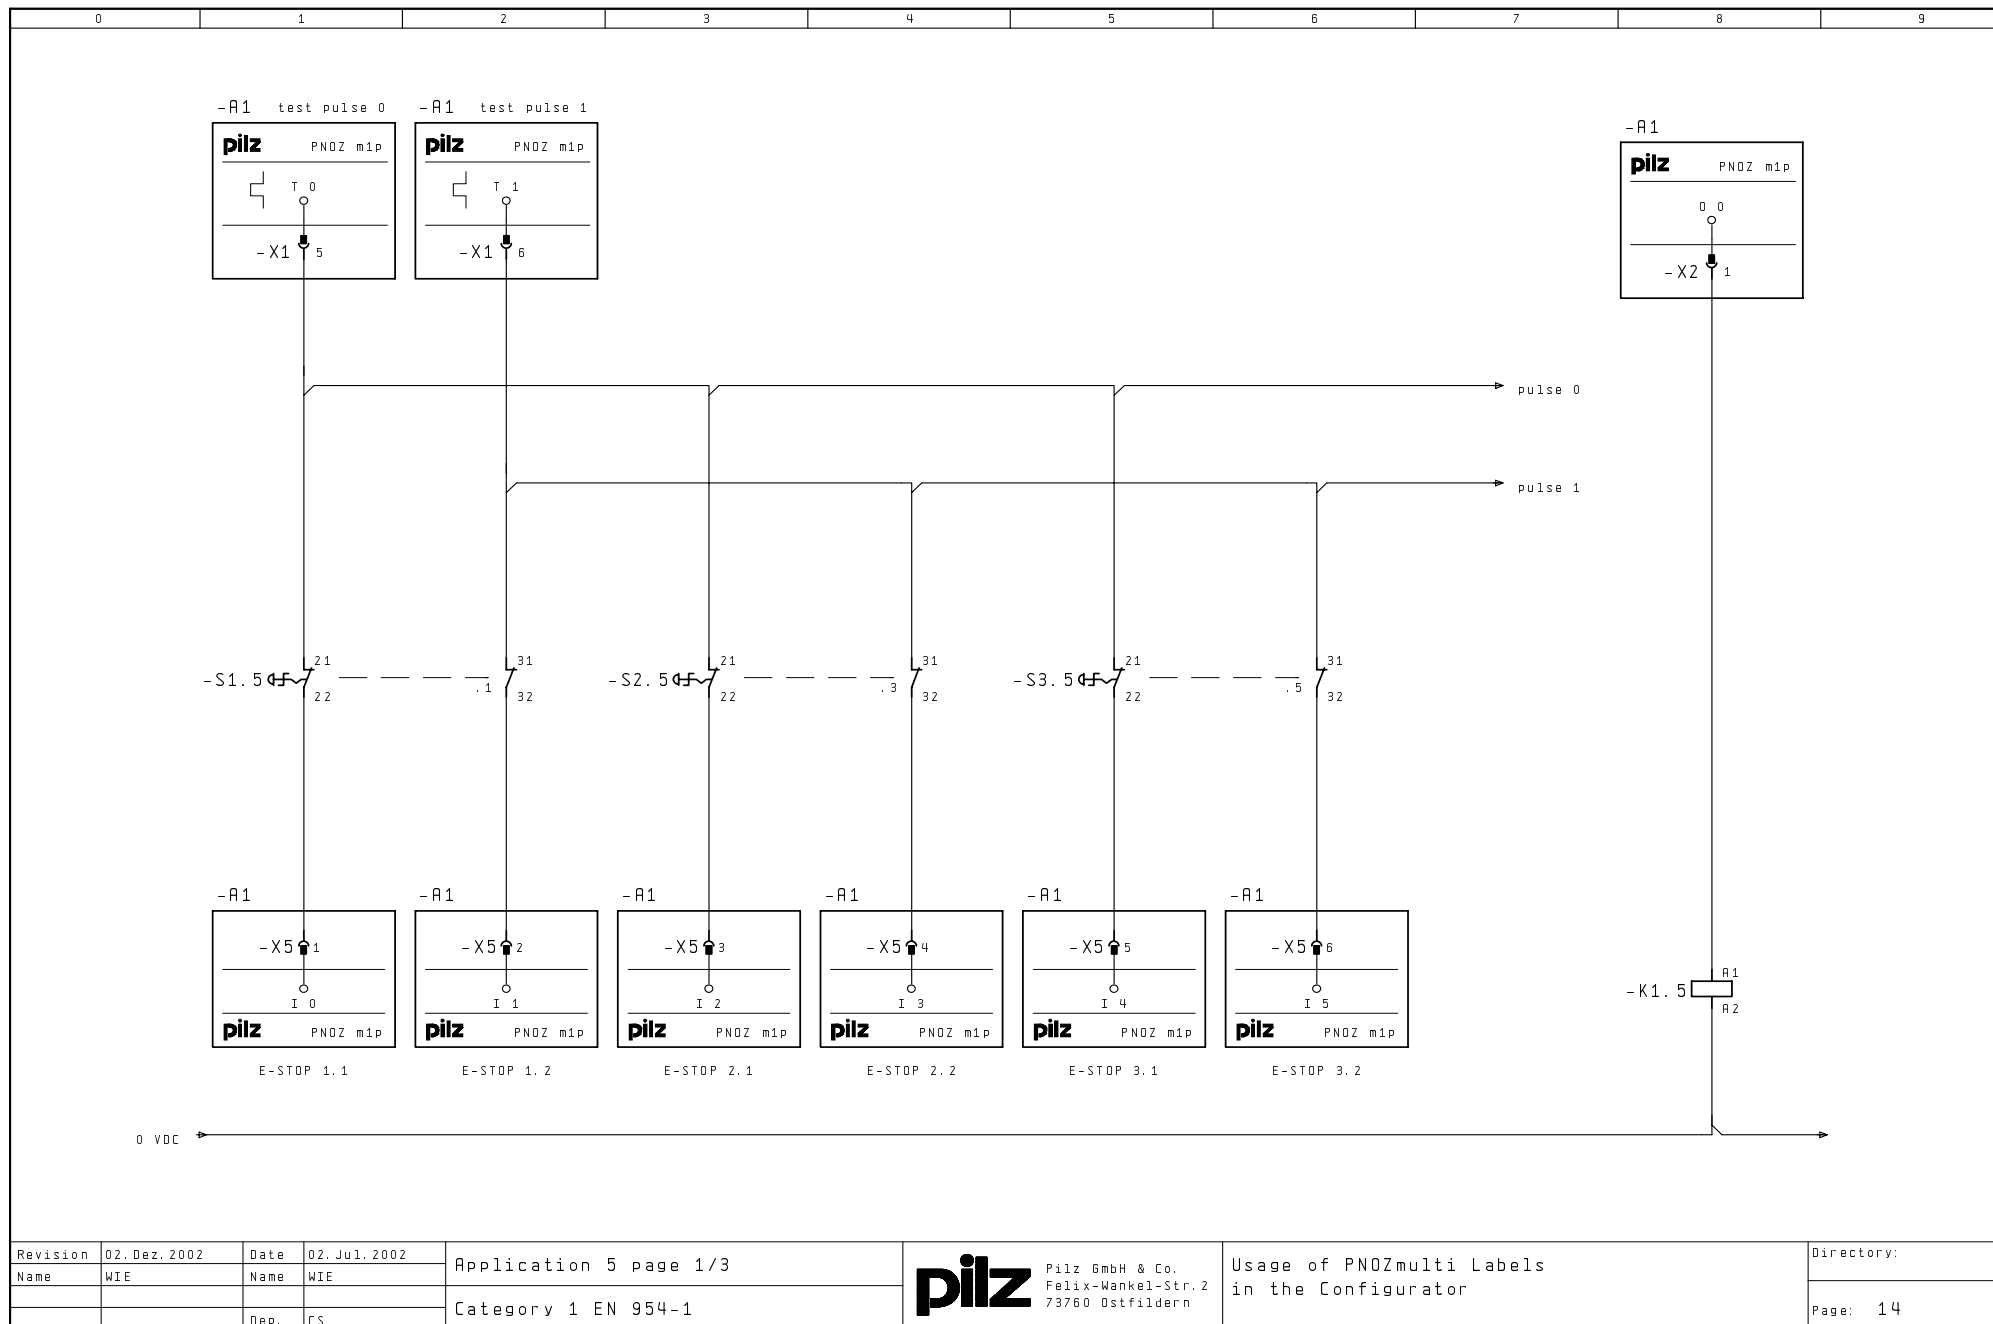 0 1 2 3 4 5 6 7 8 9
-A1 test pulse 0 -A1 test pulse 1
-A1
pilz PNOZ m1p pilz PNOZ m1p
pilz PNOZ m1p
T 0 T 1
O 0
-X1 5 -X1 6
-X2 1
pulse 0
pulse 1
21 31 21 31 21 31
-S1.5 .1 -S2.5 .3 -S3.5 .5
22 32 22 32 22 32
-A1 -A1 -A1 -A1 -A1 -A1
-X5 1 -X5 2 -X5 3 -X5 4 -X5 5 -X5 6
A1
-K1.5
A2
I 0 I 1 I 2 I 3 I 4 I 5
pilz PNOZ m1p pilz PNOZ m1p pilz PNOZ m1p pilz PNOZ m1p pilz PNOZ m1p pilz PNOZ m1p
E-STOP 1.1 E-STOP 1.2 E-STOP 2.1 E-STOP 2.2 E-STOP 3.1 E-STOP 3.2
0 VDC
Revision 02.Dez.2002 Date 02.Jul.2002
Name WIE Name WIE
Dep. CS
Application 5 page 1/3
Category 1 EN 954-1
pilz
Pilz GmbH & Co.
Felix-Wankel-Str.2
73760 Ostfildern
Usage of PNOZmulti Labels
in the Configurator
Directory:
Page: 14